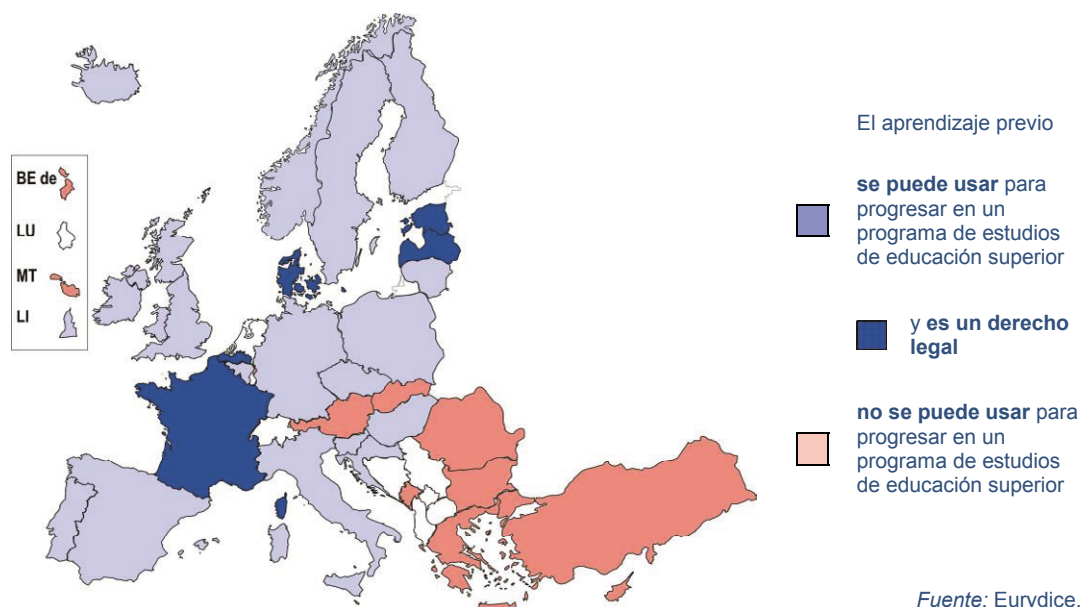 BE de
LU
MT
LI
El aprendizaje previo
se puede usar para
progresar en un
programa de estudios
de educación superior
y es un derecho
legal
no se puede usar para
progresar en un
programa de estudios
de educación superior
Fuente: Eurydice.